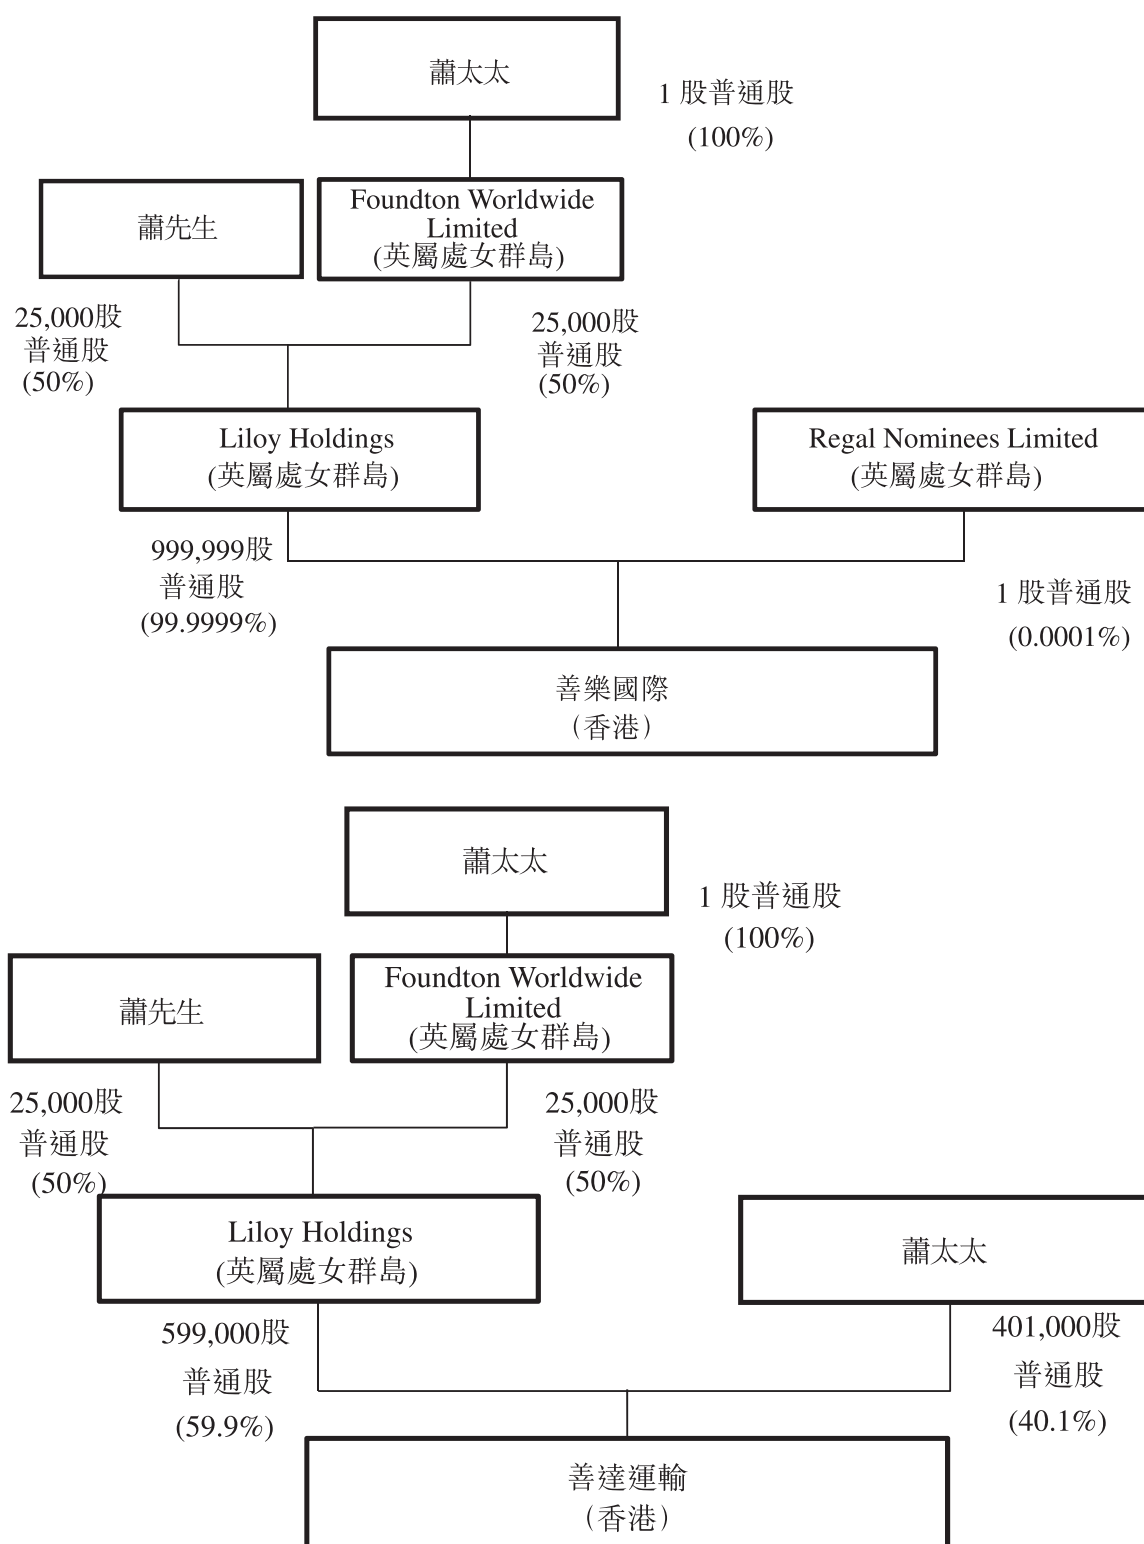 蕭太太
1 股普通股
(100%)
蕭先生
Foundton Worldwide
Limited
(英屬處女群島)
25,000股
普通股
(50%)
25,000股
普通股
(50%)
Liloy Holdings
(英屬處女群島)
Regal Nominees Limited
(英屬處女群島)
999,999股
普通股
(99.9999%)
1 股普通股
(0.0001%)
善樂國際
（香港）
蕭太太
1 股普通股
(100%)
蕭先生
Foundton Worldwide
Limited
(英屬處女群島)
25,000股
普通股
(50%)
25,000股
普通股
(50%)
Liloy Holdings
(英屬處女群島)
蕭太太
599,000股
普通股
(59.9%)
401,000股
普通股
(40.1%)
善達運輸
（香港）